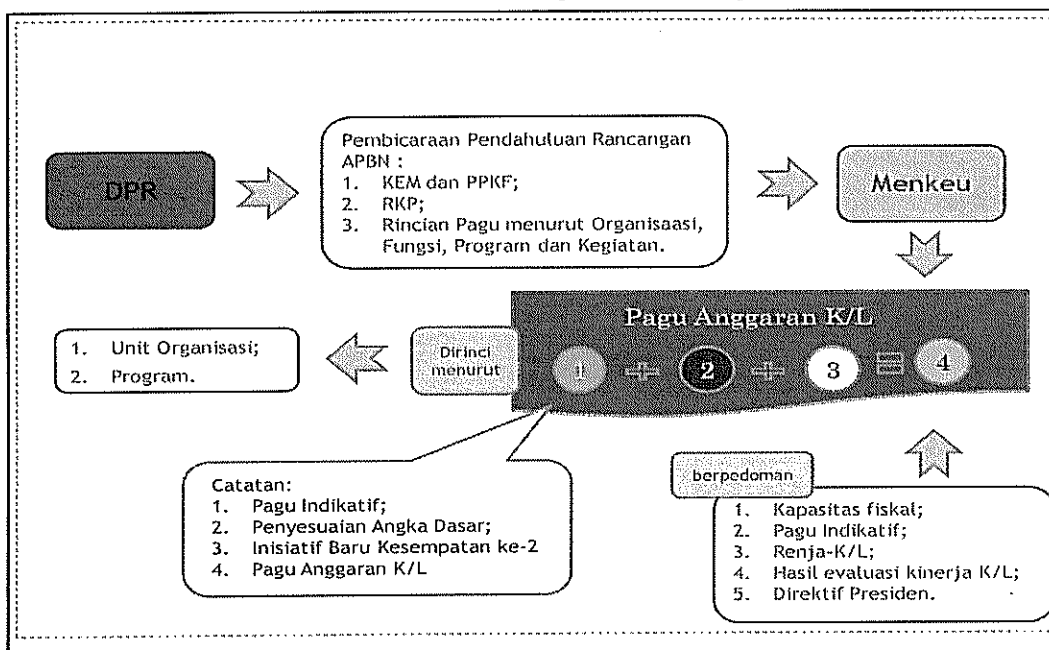 DPR
Pembicaraan Pendahuluan Rancangan
APBN :
1. KEM dan PPKF;
2. RKP;
3. Rincian Pagu menurut Organisaasi,
Fungsi, Program dan Kegiatan.
Menkeu
Pagu Anggaran K/L
1 + 2 + 3 = 4
Dirinci
menurut
1. Unit Organisasi;
2. Program.
Catatan:
1. Pagu Indikatif;
2. Penyesuaian Angka Dasar;
3. Inisiatif Baru Kesempatan ke-2
4. Pagu Anggaran K/L
berpedoman
1. Kapasitas fiskal;
2. Pagu Indikatif;
3. Renja-K/L;
4. Hasil evaluasi kinerja K/L;
5. Direktif Presiden.